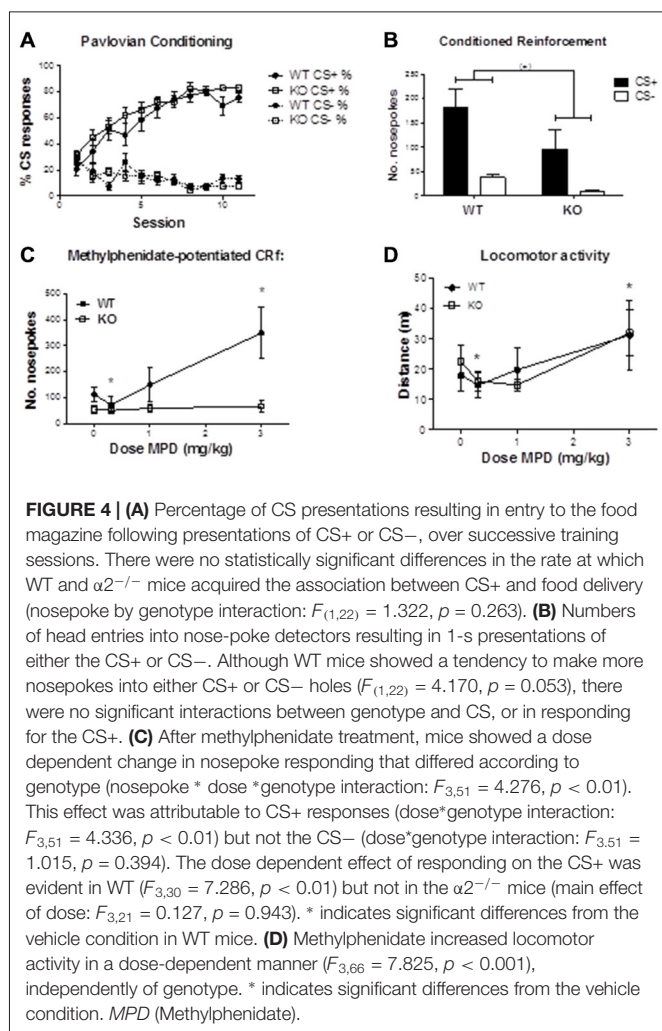 A
Pavlovian Conditioning
% CS responses
100
80
60
40
20
0
0
5
10
Session
WT CS+ %
KO CS+ %
WT CS- %
KO CS- %
B
Conditioned Reinforcement
No. nosepokes
250
200
150
100
50
0
(+)
WT
KO
CS+
CS-
C
Methylphenidate-potentiated CRf:
No. nosepokes
500
400
300
200
100
0
0
1
2
3
WT
KO
*
*
Dose MPD (mg/kg)
D
Locomotor activity
Distance (m)
50
40
30
20
10
0
0
1
2
3
WT
KO
*
*
Dose MPD (mg/kg)
FIGURE 4 | (A) Percentage of CS presentations resulting in entry to the food
magazine following presentations of CS+ or CS−, over successive training
sessions. There were no statistically significant differences in the rate at which
WT and α2−/− mice acquired the association between CS+ and food delivery
(nosepoke by genotype interaction: F(1,22) = 1.322, p = 0.263). (B) Numbers
of head entries into nose-poke detectors resulting in 1-s presentations of
either the CS+ or CS−. Although WT mice showed a tendency to make more
nosepokes into either CS+ or CS− holes (F(1,22) = 4.170, p = 0.053), there
were no significant interactions between genotype and CS, or in responding
for the CS+. (C) After methylphenidate treatment, mice showed a dose
dependent change in nosepoke responding that differed according to
genotype (nosepoke * dose *genotype interaction: F3,51 = 4.276, p < 0.01).
This effect was attributable to CS+ responses (dose*genotype interaction:
F3,51 = 4.336, p < 0.01) but not the CS− (dose*genotype interaction: F3.51 =
1.015, p = 0.394). The dose dependent effect of responding on the CS+ was
evident in WT (F3,30 = 7.286, p < 0.01) but not in the α2−/− mice (main
effect of dose: F3,21 = 0.127, p = 0.943). * indicates significant differences from the
vehicle condition in WT mice. (D) Methylphenidate increased locomotor
activity in a dose-dependent manner (F3,66 = 7.825, p < 0.001),
independently of genotype. * indicates significant differences from the vehicle
condition. MPD (Methylphenidate).